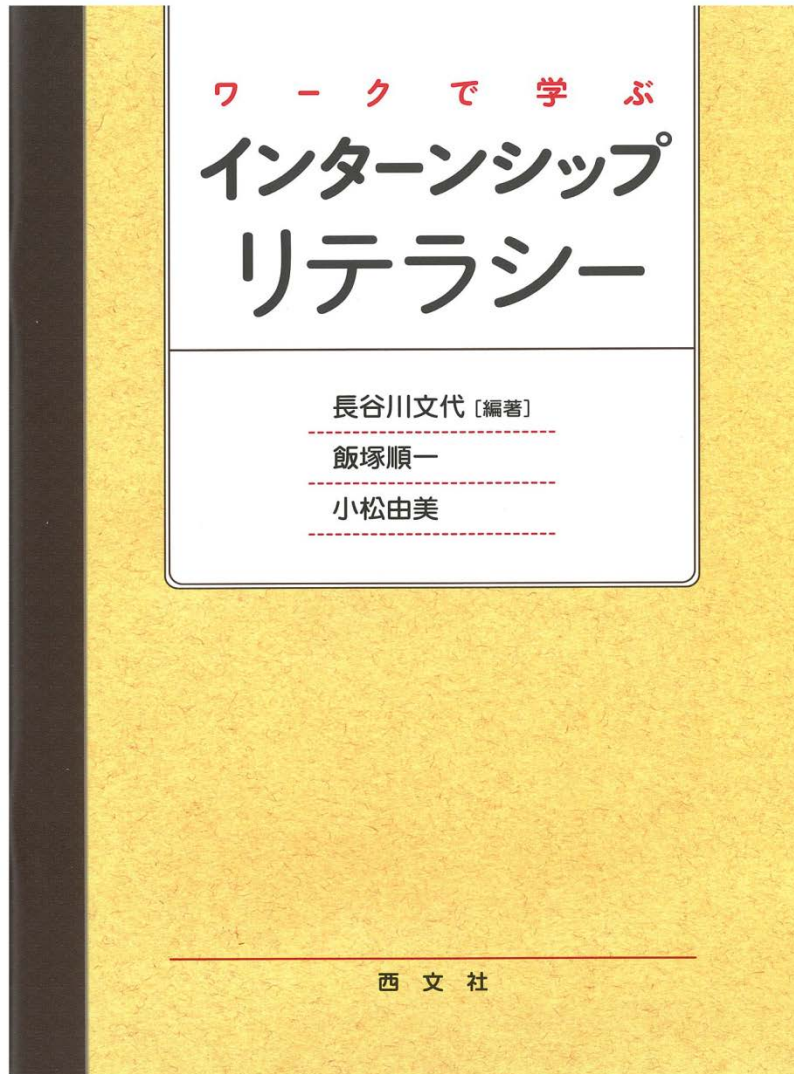 ワークで学ぶ
インターンシップ
リテラシー
長谷川文代 [編著]
飯塚順一
小松由美
西文社